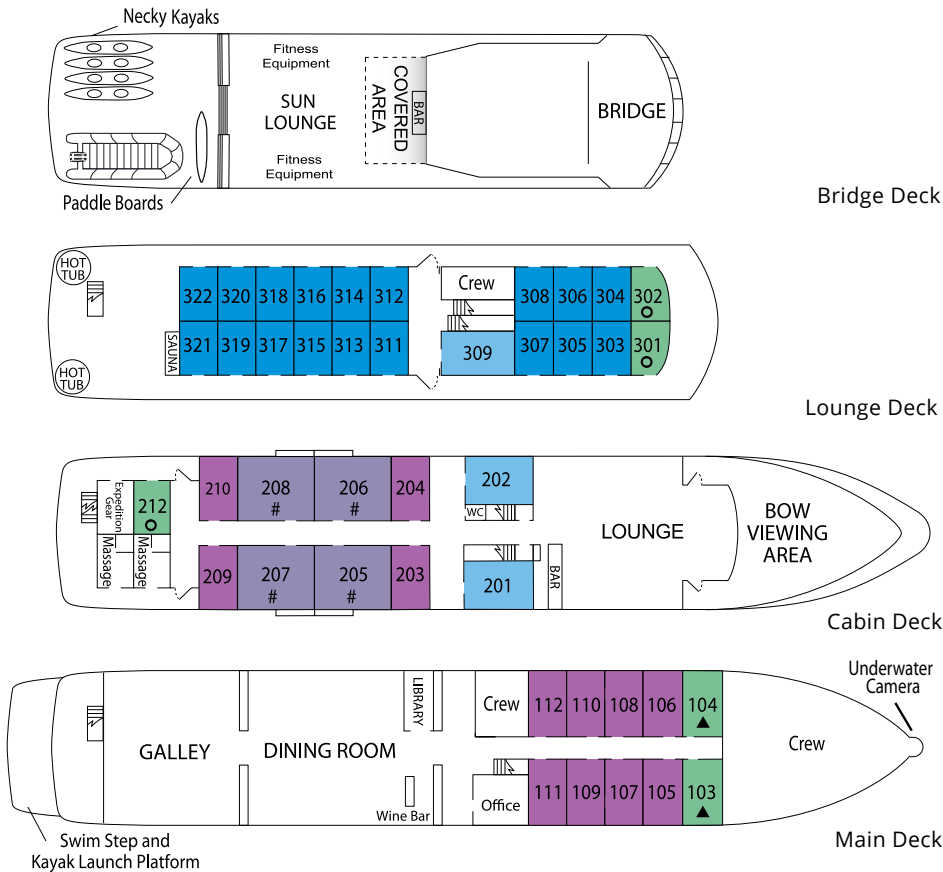 Necky Kayaks
Fitness
Equipment
SUN
LOUNGE
COVERED
AREA
BAR
BRIDGE
Fitness
Equipment
Paddle Boards
Bridge Deck
HOT
TUB
322 320 318 316 314 312
Crew
308 306 304 302
SAUNA
321 319 317 315 313 311
309
307 305 303 301
HOT
TUB
Lounge Deck
Expedition
Gear
212
210
208
#
206
#
204
202
WC
LOUNGE
BOW
VIEWING
AREA
Massage
Massage
209
207
#
205
#
203
201
BAR
Cabin Deck
Underwater
Camera
LIBRARY
Crew
112 110 108 106 104
GALLEY
DINING ROOM
Crew
Wine Bar
Office
111 109 107 105 103
Swim Step and
Kayak Launch Platform
Main Deck